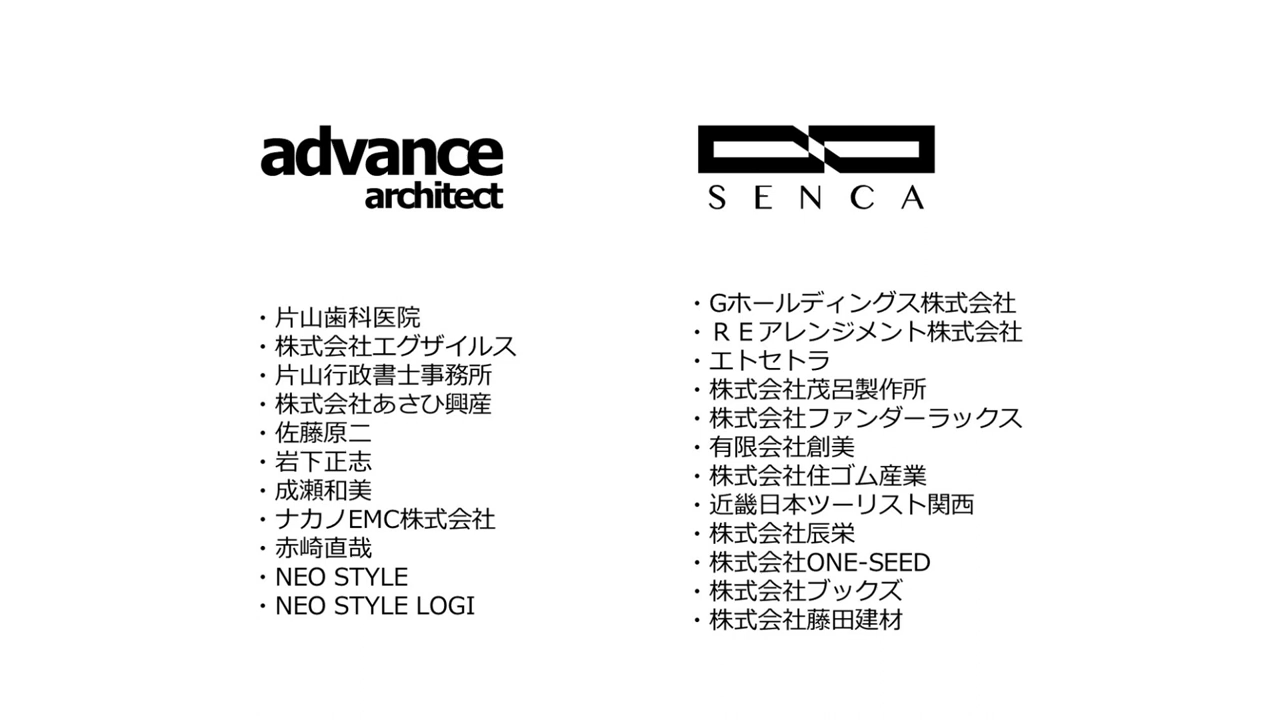 advance
architect
・片山歯科医院
・株式会社エグザイルス
・片山行政書士事務所
・株式会社あさひ興産
・佐藤原二
・岩下正志
・成瀬和美
・ナカノEMC株式会社
・赤崎直哉
・NEO STYLE
・NEO STYLE LOGI
SENCA
・Gホールディングス株式会社
・ＲＥアレンジメント株式会社
・エトセトラ
・株式会社茂呂製作所
・株式会社ファンダーラックス
・有限会社創美
・株式会社住ゴム産業
・近畿日本ツーリスト関西
・株式会社辰栄
・株式会社ONE-SEED
・株式会社ブックズ
・株式会社藤田建材